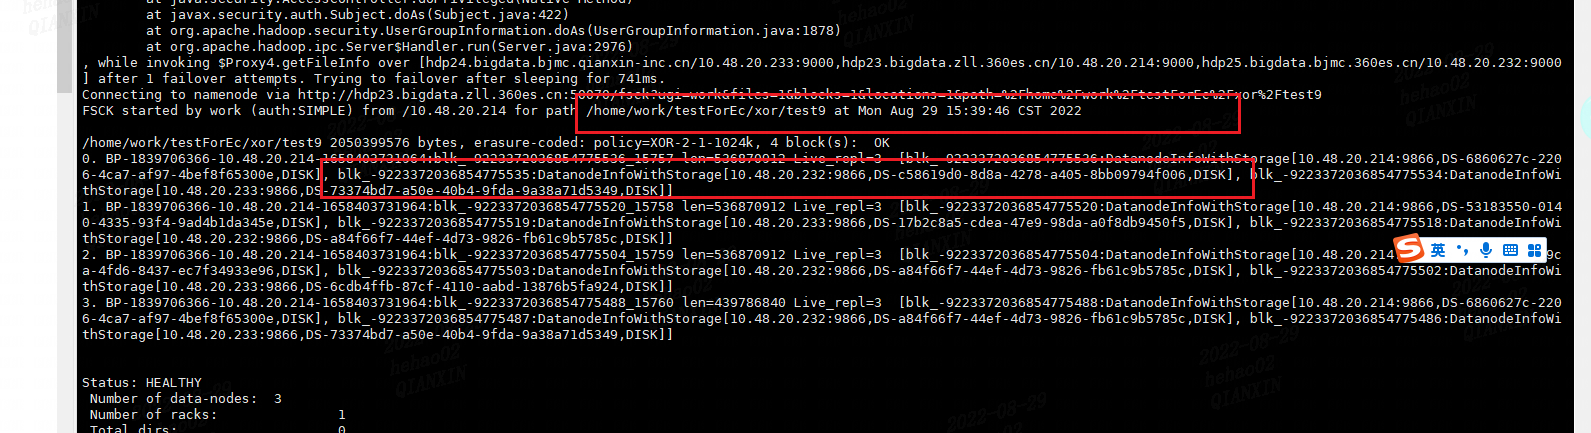 at javax.security.auth.Subject.doAs(Subject.java:422)
at org.apache.hadoop.security.UserGroupInformation.doAs(UserGroupInformation.java:1878)
at org.apache.hadoop.ipc.Server$Handler.run(Server.java:2976)
, while invoking $Proxy4.getFileInfo over [hdp24.bigdata.bjmc.qianxin-inc.cn/10.48.20.233:9000,hdp23.bigdata.zll.360es.cn/10.48.20.214:9000,hdp25.bigdata.bjmc.360es.cn/10.48.20.232:9000
] after 1 failover attempts. Trying to failover after sleeping for 741ms.
Connecting to namenode via http://hdp23.bigdata.zll.360es.cn:50070/fsck?ugi=work&files=1&blocks=1&locations=1&path=%2Fhome%2Fwork%2FtestForEc%2Fxor%2Ftest9
FSCK started by work (auth:SIMPLE) from /10.48.20.214 for path /home/work/testForEc/xor/test9 at Mon Aug 29 15:39:46 CST 2022
/home/work/testForEc/xor/test9 2050399576 bytes, erasure-coded: policy=XOR-2-1-1024k, 4 block(s):  OK
0. BP-1839706366-10.48.20.214-1658403731964:blk_-9223372036854775536_15757 len=536870912 Live_repl=3  [blk_-9223372036854775536:DatanodeInfoWithStorage[10.48.20.214:9866,DS-6860627c-220
6-4ca7-af97-4bef8f65300e,DISK], blk_-9223372036854775535:DatanodeInfoWithStorage[10.48.20.232:9866,DS-c58619d0-8d8a-4278-a405-8bb09794f006,DISK], blk_-9223372036854775534:DatanodeInfoWi
thStorage[10.48.20.233:9866,DS-73374bd7-a50e-40b4-9fda-9a38a71d5349,DISK]]
1. BP-1839706366-10.48.20.214-1658403731964:blk_-9223372036854775520_15758 len=536870912 Live_repl=3  [blk_-9223372036854775520:DatanodeInfoWithStorage[10.48.20.214:9866,DS-53183550-014
0-4335-93f4-9ad4b1da345e,DISK], blk_-9223372036854775519:DatanodeInfoWithStorage[10.48.20.233:9866,DS-17b2c8a5-cdea-47e9-98da-a0f8db9450f5,DISK], blk_-9223372036854775518:DatanodeInfoWi
thStorage[10.48.20.232:9866,DS-a84f66f7-44ef-4d73-9826-fb61c9b5785c,DISK]]
2. BP-1839706366-10.48.20.214-1658403731964:blk_-9223372036854775504_15759 len=536870912 Live_repl=3  [blk_-9223372036854775504:DatanodeInfoWithStorage[10.48.20.214 英 9c
a-4fd6-8437-ec7f34933e96,DISK], blk_-9223372036854775503:DatanodeInfoWithStorage[10.48.20.232:9866,DS-a84f66f7-44ef-4d73-9826-fb61c9b5785c,DISK], blk_-9223372036854775502:DatanodeInfoWi
thStorage[10.48.20.233:9866,DS-6cdb4ffb-87cf-4110-aabd-13876b5fa924,DISK]]
3. BP-1839706366-10.48.20.214-1658403731964:blk_-9223372036854775488_15760 len=439786840 Live_repl=3  [blk_-9223372036854775488:DatanodeInfoWithStorage[10.48.20.214:9866,DS-6860627c-220
6-4ca7-af97-4bef8f65300e,DISK], blk_-9223372036854775487:DatanodeInfoWithStorage[10.48.20.232:9866,DS-a84f66f7-44ef-4d73-9826-fb61c9b5785c,DISK], blk_-9223372036854775486:DatanodeInfoWi
thStorage[10.48.20.233:9866,DS-73374bd7-a50e-40b4-9fda-9a38a71d5349,DISK]]
Status: HEALTHY
Number of data-nodes:  3
Number of racks:               1
Total dirs:                    0
2022-08-29
hehao02
QIANXIN